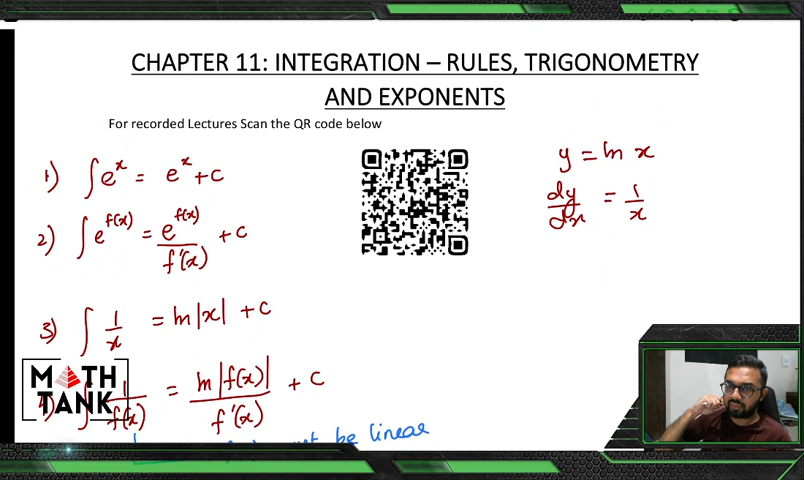 CHAPTER 11: INTEGRATION – RULES, TRIGONOMETRY
AND EXPONENTS
For recorded Lectures Scan the QR code below
1) ∫e^x = e^x + c
y = ln x
dy/dx = 1/x
2) ∫e^f(x) = e^f(x)/f'(x) + c
3) ∫ 1/x = ln|x| + c
∫ 1/f(x) = ln|f(x)|/f'(x) + c
be linear
MATH
TANK